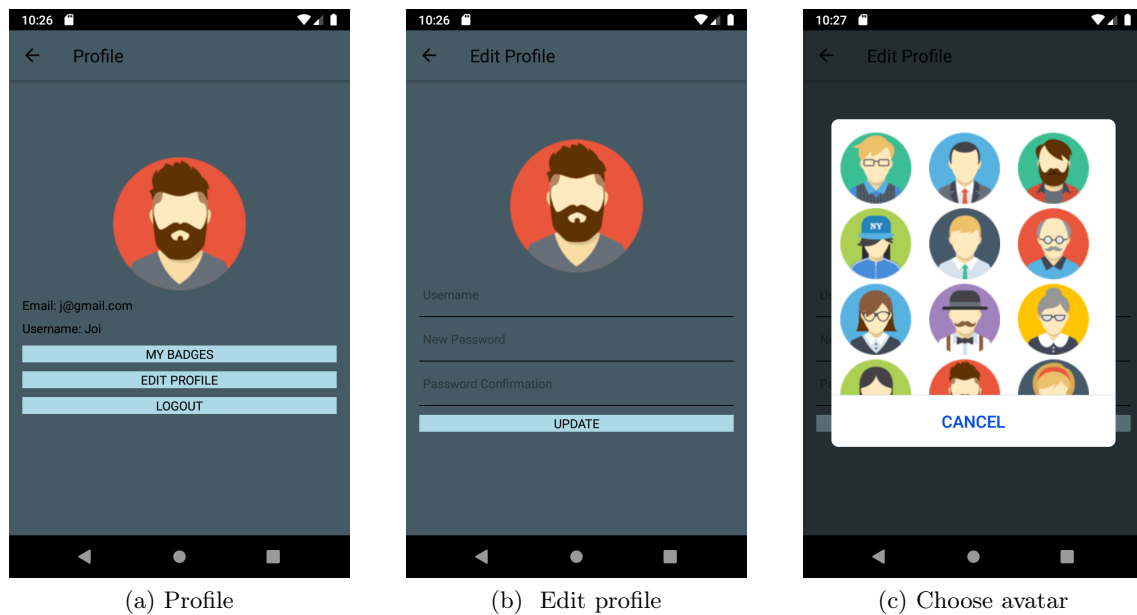 10:26
Profile
Email: j@gmail.com
Username: Joi
MY BADGES
EDIT PROFILE
LOGOUT
(a) Profile
10:26
Edit Profile
Username
New Password
Password Confirmation
UPDATE
(b) Edit profile
10:27
Edit Profile
NY
CANCEL
(c) Choose avatar